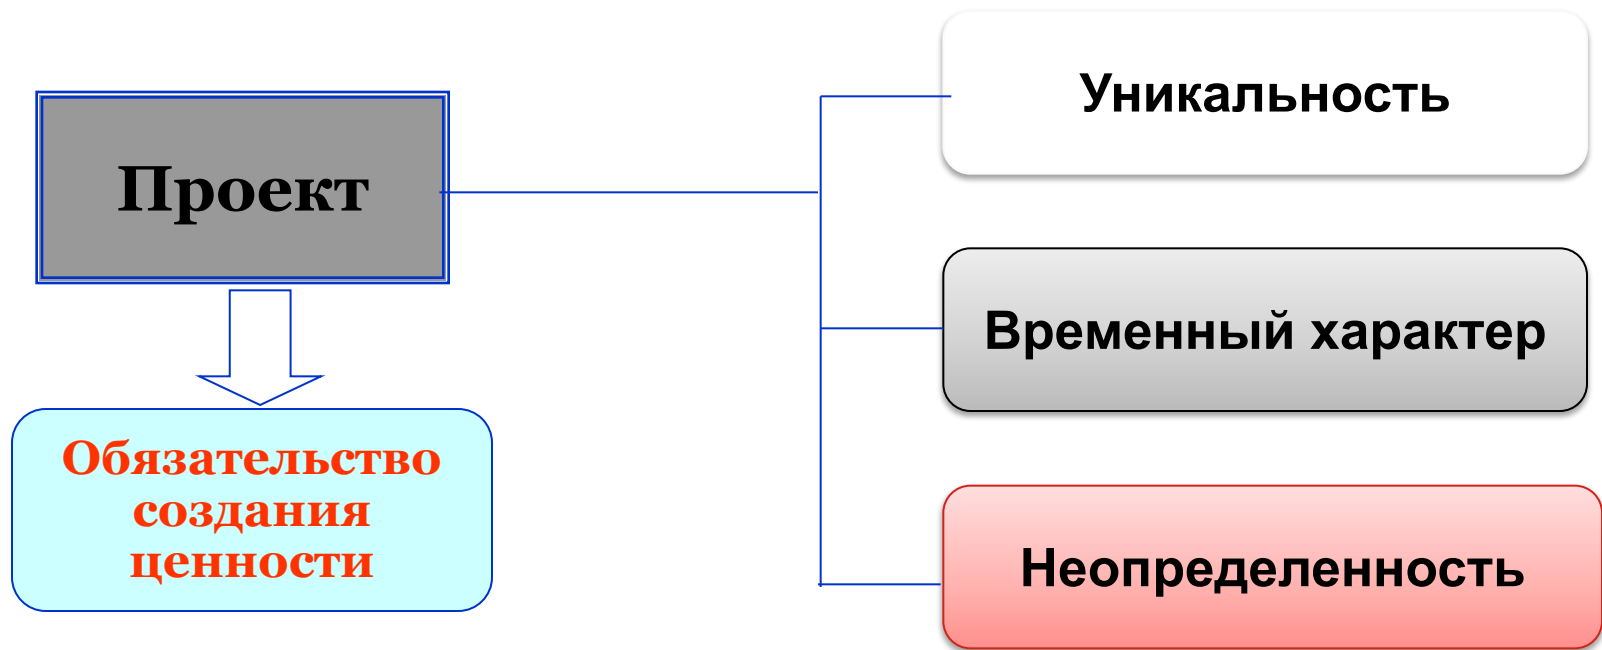 Проект
Обязательство
создания
ценности
Уникальность
Временный характер
Неопределенность